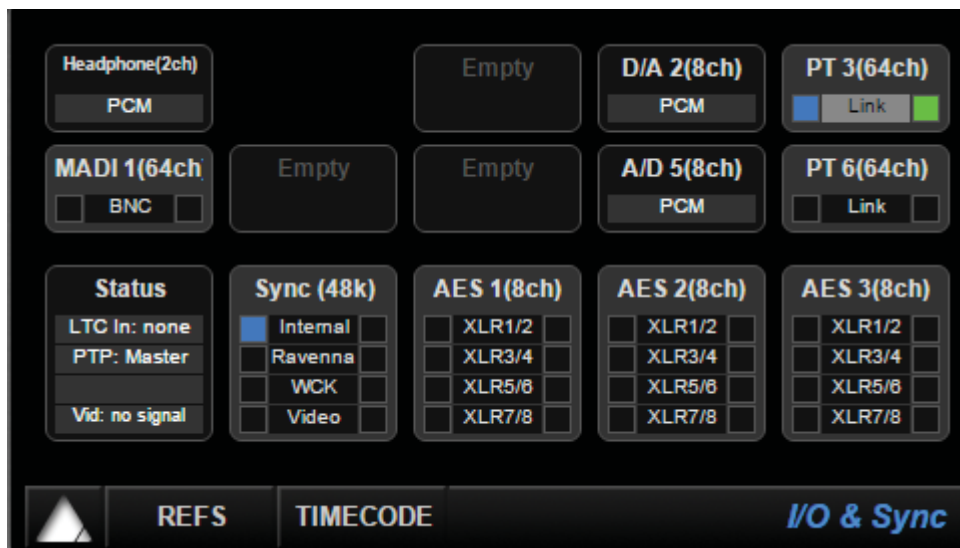 Headphone(2ch)
PCM
Empty
D/A 2(8ch)
PCM
PT 3(64ch)
Link
MADI 1(64ch)
BNC
Empty
Empty
A/D 5(8ch)
PCM
PT 6(64ch)
Link
Status
LTC In: none
PTP: Master
Vid: no signal
Sync (48k)
Internal
Ravenna
WCK
Video
AES 1(8ch)
XLR1/2
XLR3/4
XLR5/6
XLR7/8
AES 2(8ch)
XLR1/2
XLR3/4
XLR5/6
XLR7/8
AES 3(8ch)
XLR1/2
XLR3/4
XLR5/6
XLR7/8
REFS
TIMECODE
I/O & Sync